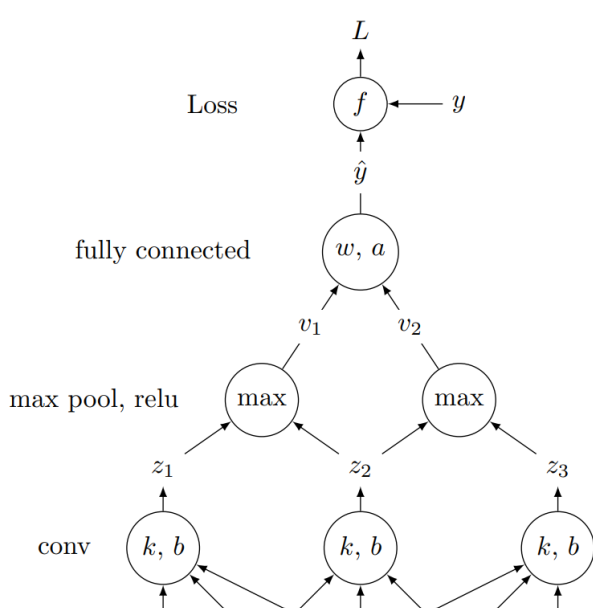 L
Loss f y
ŷ
fully connected w, a
v₁ v₂
max pool, relu max max
z₁ z₂ z₃
conv k, b k, b k, b